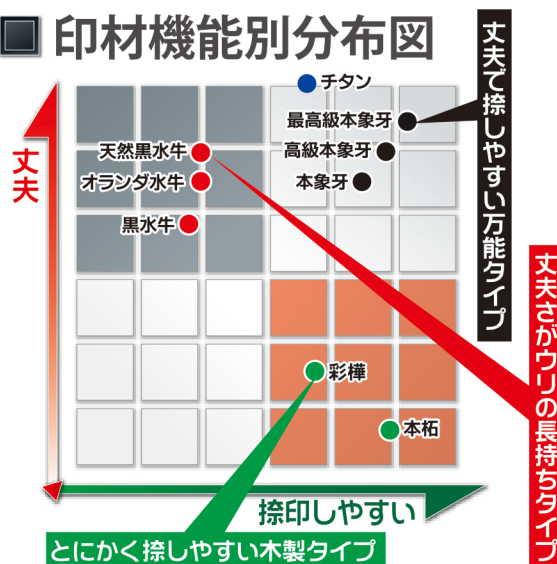 印材機能別分布図
丈夫で捺しやすい万能タイプ
チタン
最高級本象牙
天然黒水牛
高級本象牙
オランダ水牛
本象牙
黒水牛
丈夫
丈夫さがウリの長持ちタイプ
彩樺
本柘
捺印しやすい
とにかく捺しやすい木製タイプ